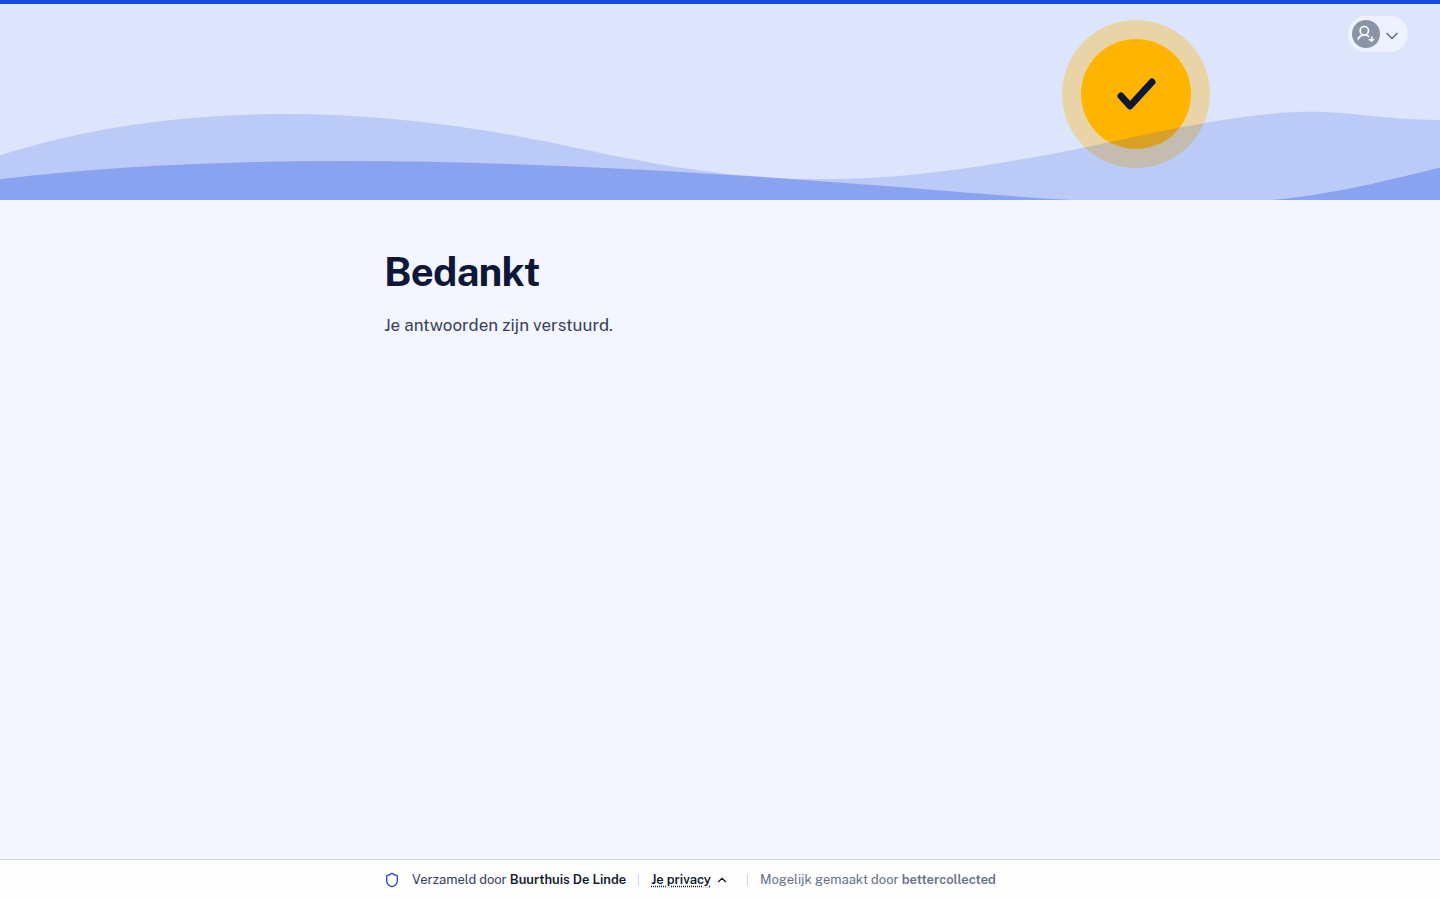 Bedankt
Je antwoorden zijn verstuurd.
Verzameld door Buurthuis De Linde Je privacy Mogelijk gemaakt door bettercollected